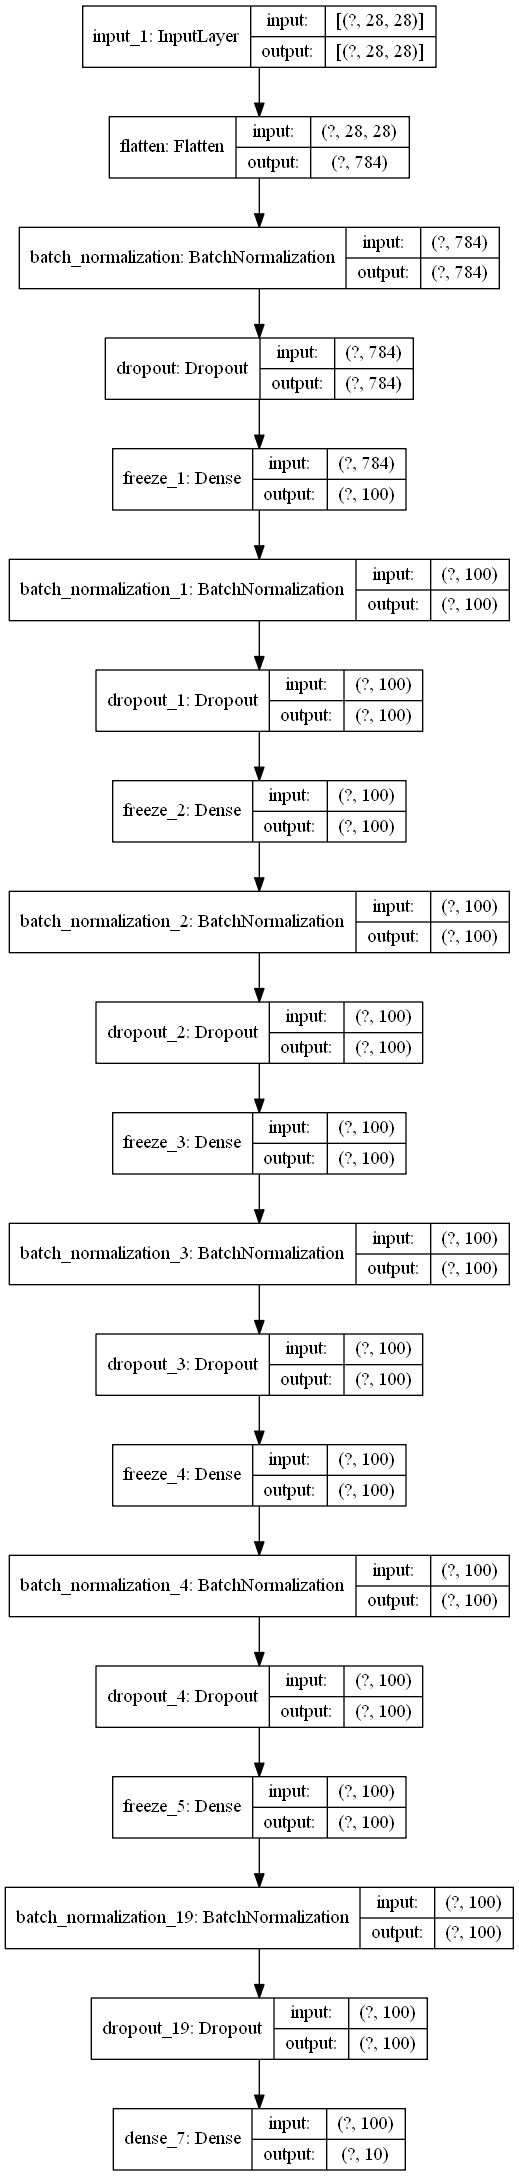 input_1: InputLayer
input: [(?, 28, 28)]
output: [(?, 28, 28)]
flatten: Flatten
input: (?, 28, 28)
output: (?, 784)
batch_normalization: BatchNormalization
input: (?, 784)
output: (?, 784)
dropout: Dropout
input: (?, 784)
output: (?, 784)
freeze_1: Dense
input: (?, 784)
output: (?, 100)
batch_normalization_1: BatchNormalization
input: (?, 100)
output: (?, 100)
dropout_1: Dropout
input: (?, 100)
output: (?, 100)
freeze_2: Dense
input: (?, 100)
output: (?, 100)
batch_normalization_2: BatchNormalization
input: (?, 100)
output: (?, 100)
dropout_2: Dropout
input: (?, 100)
output: (?, 100)
freeze_3: Dense
input: (?, 100)
output: (?, 100)
batch_normalization_3: BatchNormalization
input: (?, 100)
output: (?, 100)
dropout_3: Dropout
input: (?, 100)
output: (?, 100)
freeze_4: Dense
input: (?, 100)
output: (?, 100)
batch_normalization_4: BatchNormalization
input: (?, 100)
output: (?, 100)
dropout_4: Dropout
input: (?, 100)
output: (?, 100)
freeze_5: Dense
input: (?, 100)
output: (?, 100)
batch_normalization_19: BatchNormalization
input: (?, 100)
output: (?, 100)
dropout_19: Dropout
input: (?, 100)
output: (?, 100)
dense_7: Dense
input: (?, 100)
output: (?, 10)